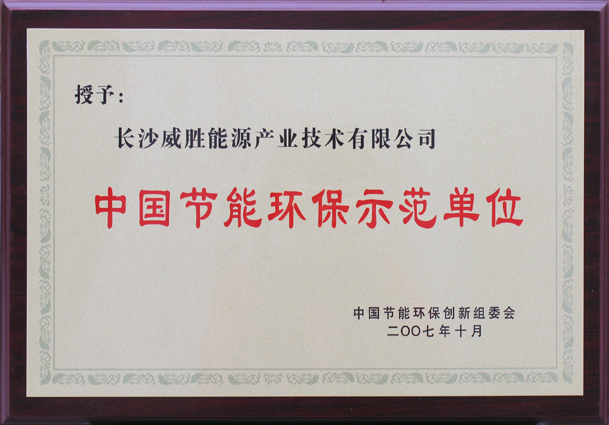 授予：
长沙威胜能源产业技术有限公司
中国节能环保示范单位
中国节能环保创新组委会
二〇〇七年十月